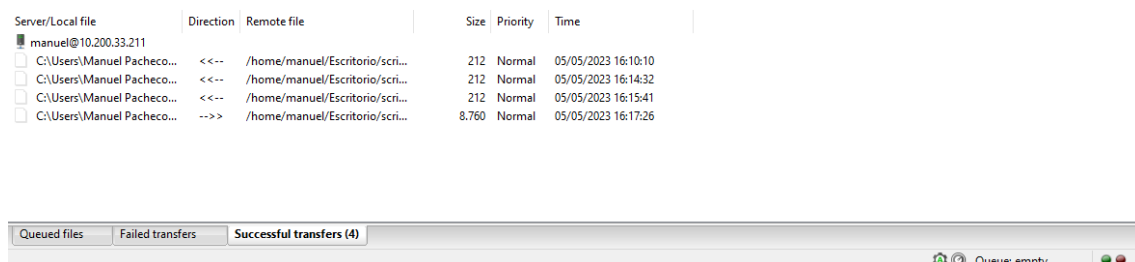 Server/Local file Direction Remote file Size Priority Time
manuel@10.200.33.211
C:\Users\Manuel Pacheco... <<-- /home/manuel/Escritorio/scri... 212 Normal 05/05/2023 16:10:10
C:\Users\Manuel Pacheco... <<-- /home/manuel/Escritorio/scri... 212 Normal 05/05/2023 16:14:32
C:\Users\Manuel Pacheco... <<-- /home/manuel/Escritorio/scri... 212 Normal 05/05/2023 16:15:41
C:\Users\Manuel Pacheco... -->> /home/manuel/Escritorio/scri... 8.760 Normal 05/05/2023 16:17:26
Queued files Failed transfers Successful transfers (4)
Queue: empty